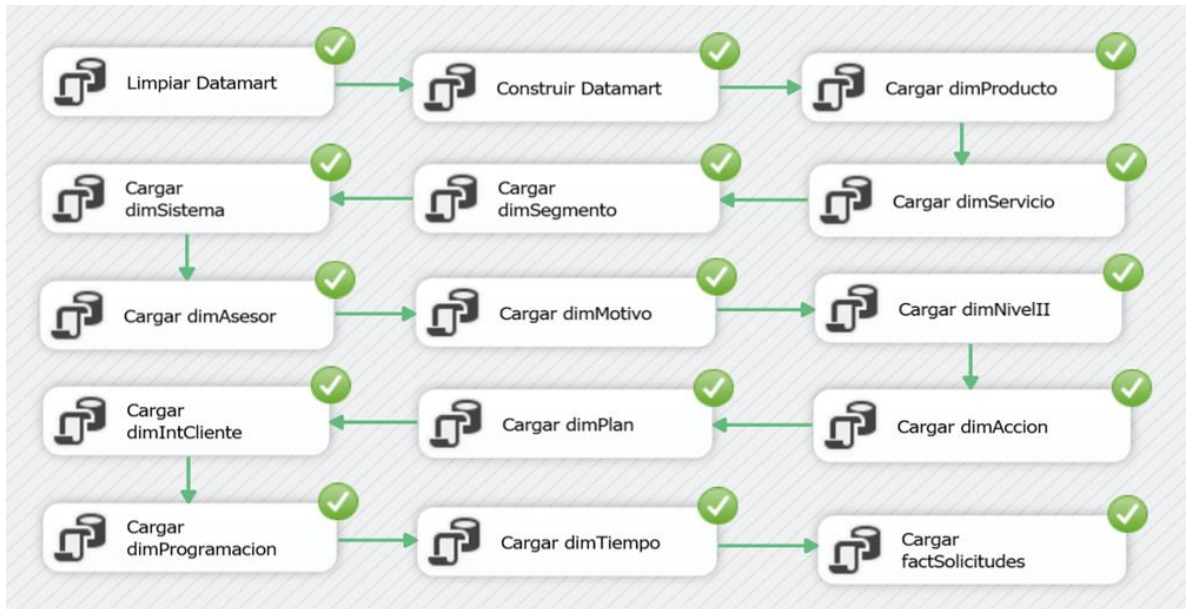 Limpiar Datamart
Construir Datamart
Cargar dimProducto
Cargar
dimSistema
Cargar
dimSegmento
Cargar dimServicio
Cargar dimAsesor
Cargar dimMotivo
Cargar dimNivelII
Cargar
dimIntCliente
Cargar dimPlan
Cargar dimAccion
Cargar
dimProgramacion
Cargar dimTiempo
Cargar
factSolicitudes